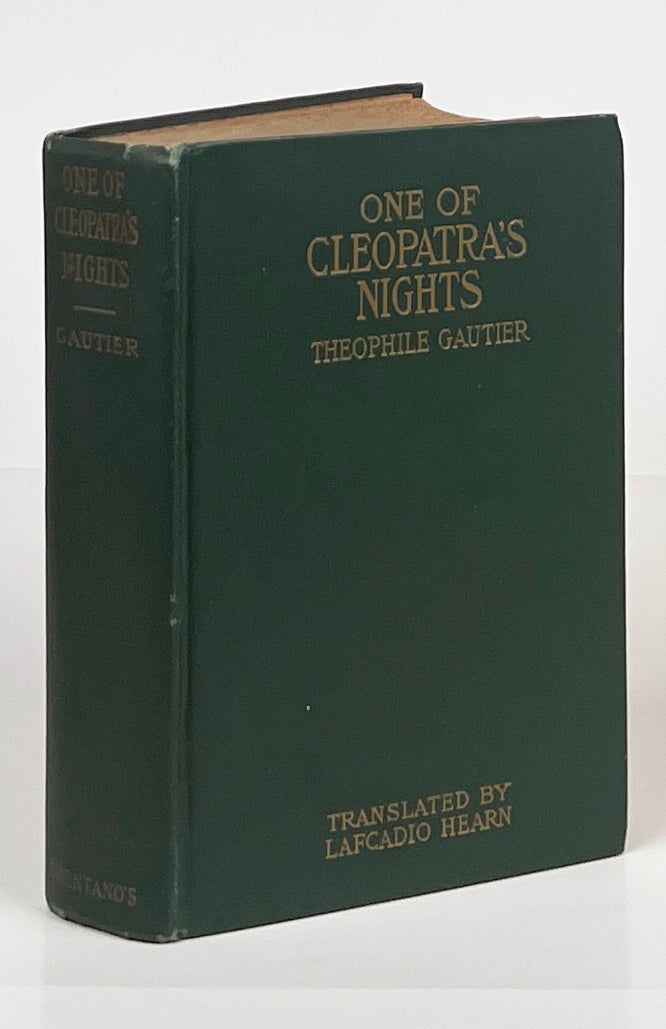 ONE OF
CLEOPATRA'S
NIGHTS
GAUTIER
BRENTANO'S
ONE OF
CLEOPATRA'S
NIGHTS
THEOPHILE GAUTIER
TRANSLATED BY
LAFCADIO HEARN